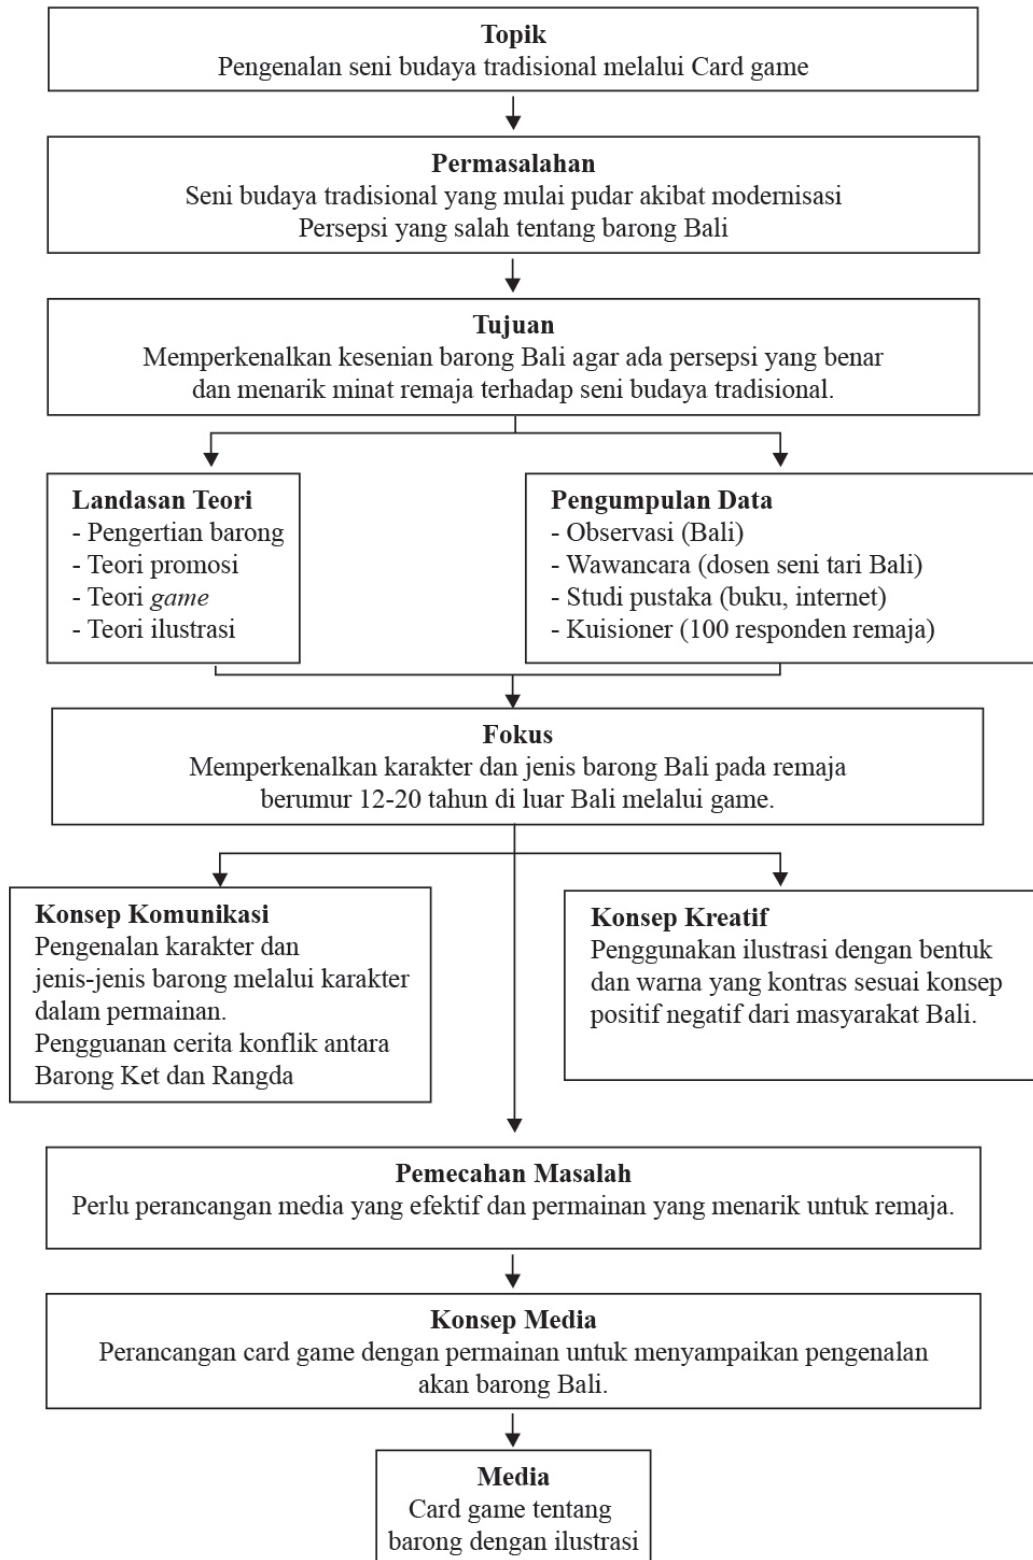 Topik
Pengenalan seni budaya tradisional melalui Card game
Permasalahan
Seni budaya tradisional yang mulai pudar akibat modernisasi
Persepsi yang salah tentang barong Bali
Tujuan
Memperkenalkan kesenian barong Bali agar ada persepsi yang benar
dan menarik minat remaja terhadap seni budaya tradisional.
Landasan Teori
- Pengertian barong
- Teori promosi
- Teori game
- Teori ilustrasi
Pengumpulan Data
- Observasi (Bali)
- Wawancara (dosen seni tari Bali)
- Studi pustaka (buku, internet)
- Kuisioner (100 responden remaja)
Fokus
Memperkenalkan karakter dan jenis barong Bali pada remaja
berumur 12-20 tahun di luar Bali melalui game.
Konsep Komunikasi
Pengenalan karakter dan
jenis-jenis barong melalui karakter
dalam permainan.
Pengguanan cerita konflik antara
Barong Ket dan Rangda
Konsep Kreatif
Penggunakan ilustrasi dengan bentuk
dan warna yang kontras sesuai konsep
positif negatif dari masyarakat Bali.
Pemecahan Masalah
Perlu perancangan media yang efektif dan permainan yang menarik untuk remaja.
Konsep Media
Perancangan card game dengan permainan untuk menyampaikan pengenalan
akan barong Bali.
Media
Card game tentang
barong dengan ilustrasi